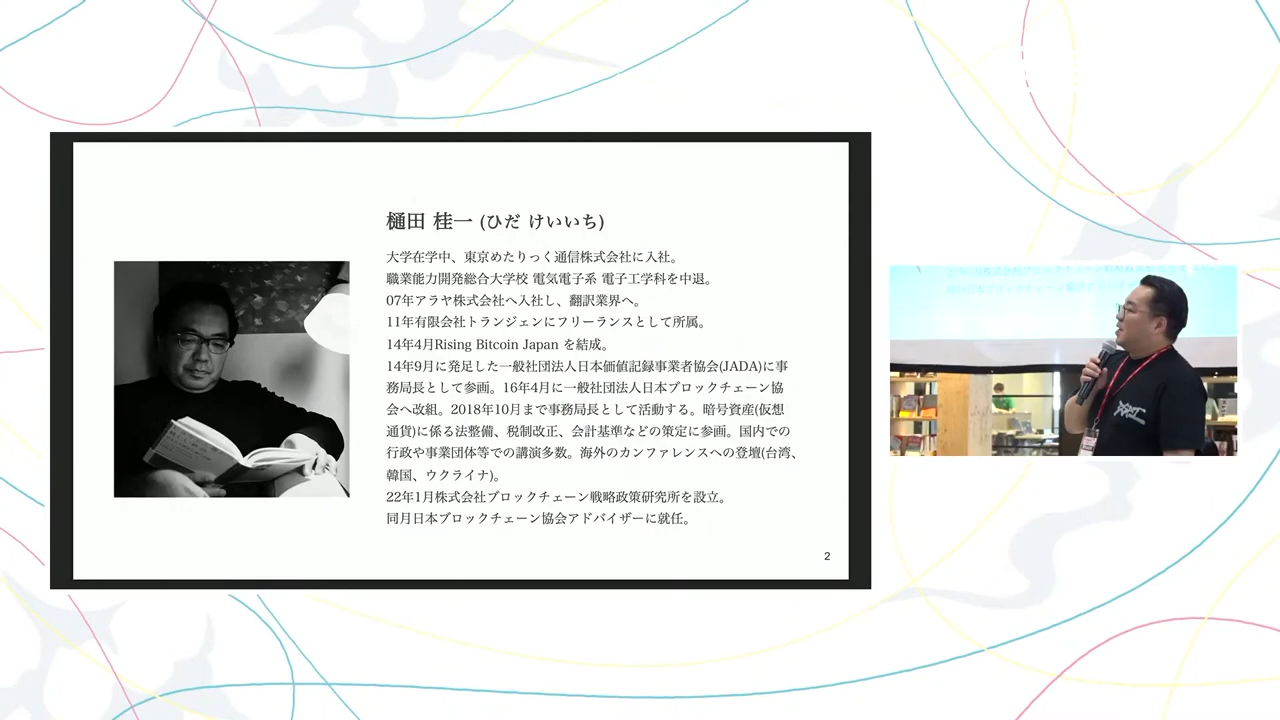 樋田 桂一 (ひだ けいいち)
大学在学中、東京めたりっく通信株式会社に入社。
職業能力開発総合大学校 電気電子系 電子工学科を中退。
07年アラヤ株式会社へ入社し、翻訳業界へ。
11年有限会社トランジェンにフリーランスとして所属。
14年4月Rising Bitcoin Japan を結成。
14年9月に発足した一般社団法人日本価値記録事業者協会(JADA)に事
務局長として参画。16年4月に一般社団法人日本ブロックチェーン協
会へ改組。2018年10月まで事務局長として活動する。暗号資産(仮想
通貨)に係る法整備、税制改正、会計基準などの策定に参画。国内での
行政や事業団体等での講演多数。海外のカンファレンスへの登壇(台湾、
韓国、ウクライナ)。
22年1月株式会社ブロックチェーン戦略政策研究所を設立。
同月日本ブロックチェーン協会アドバイザーに就任。
2